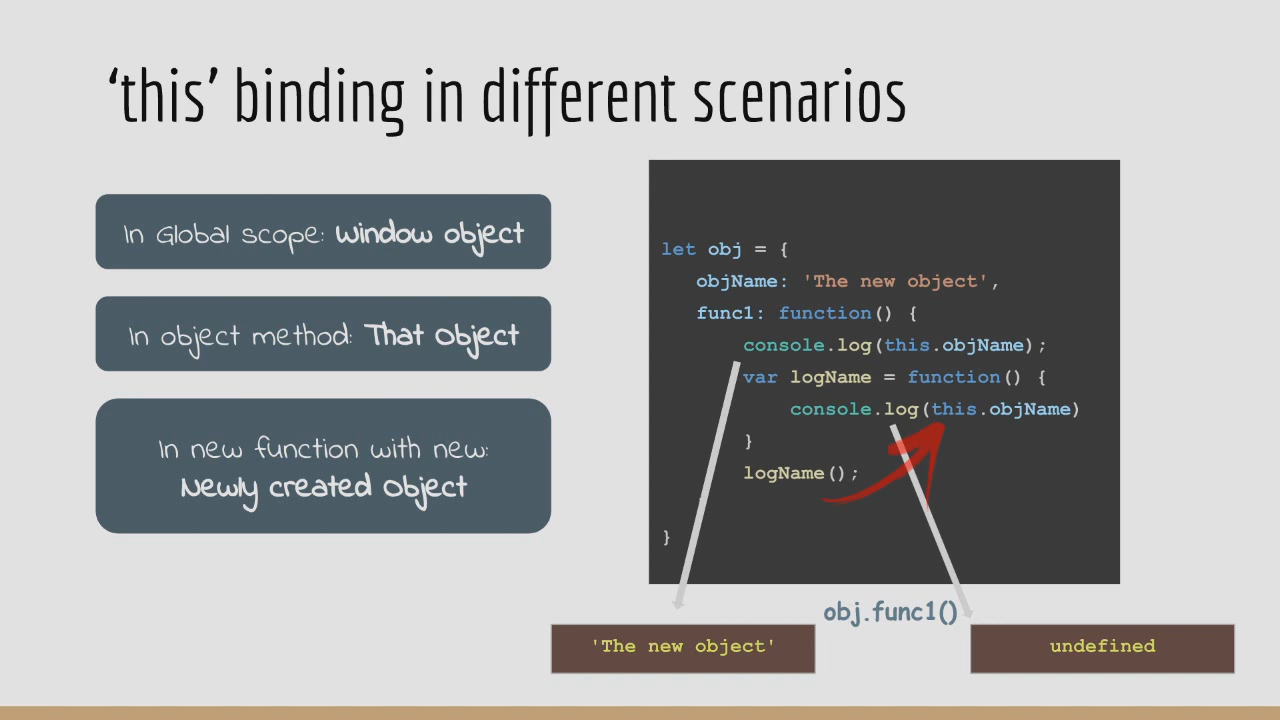 ‘this’ binding in different scenarios
In Global scope: window object
In object method: That Object
In new function with new:
Newly created Object
let obj = {
objName: 'The new object',
func1: function() {
console.log(this.objName);
var logName = function() {
console.log(this.objName)
}
logName();
}
obj.func1()
'The new object'
undefined